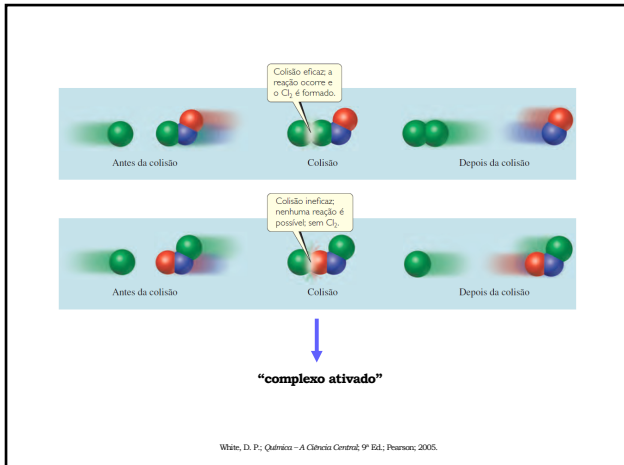 Colisão eficaz; a
reação ocorre e
o Cl₂ é formado.
Antes da colisão
Colisão
Depois da colisão
Colisão ineficaz;
nenhuma reação é
possível; sem Cl₂.
Antes da colisão
Colisão
Depois da colisão
“complexo ativado”
White, D. P.; Química – A Ciência Central; 9ª Ed.; Pearson; 2005.